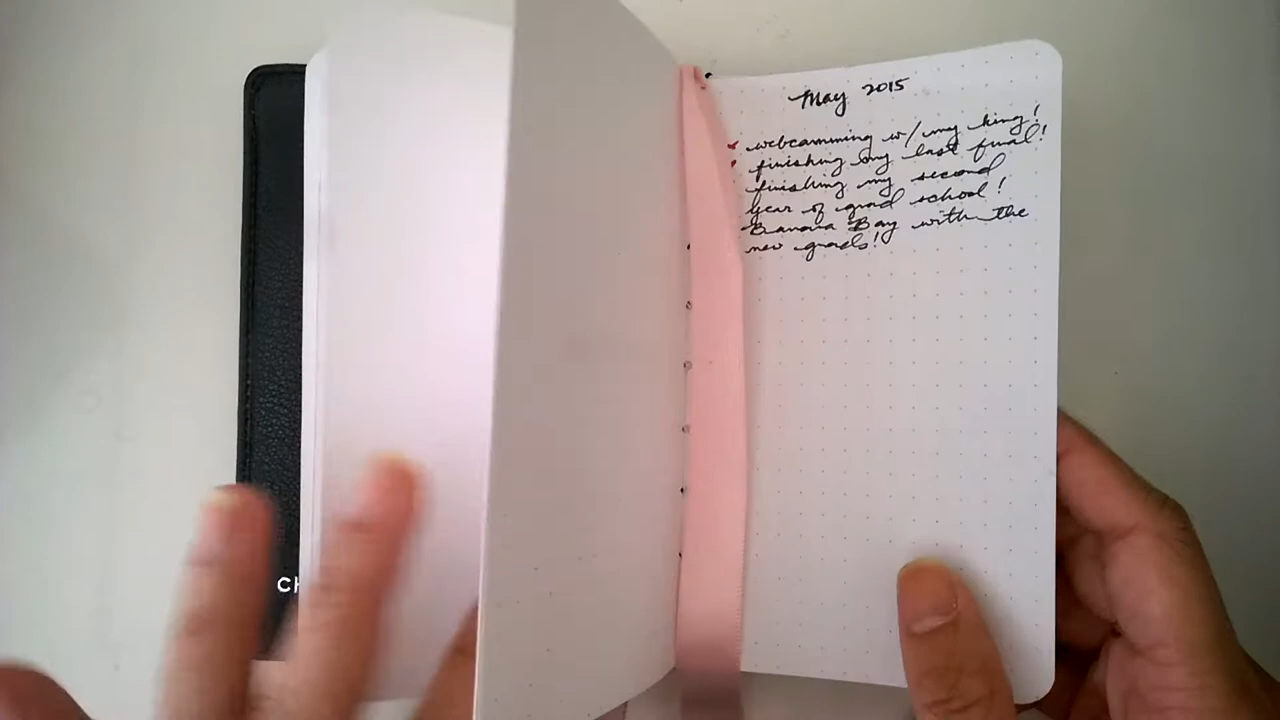 May 2015
webcamming w/ my king!
finishing my last final!
finishing my second
year of grad school!
Banana Bay with the
new grads!
CH